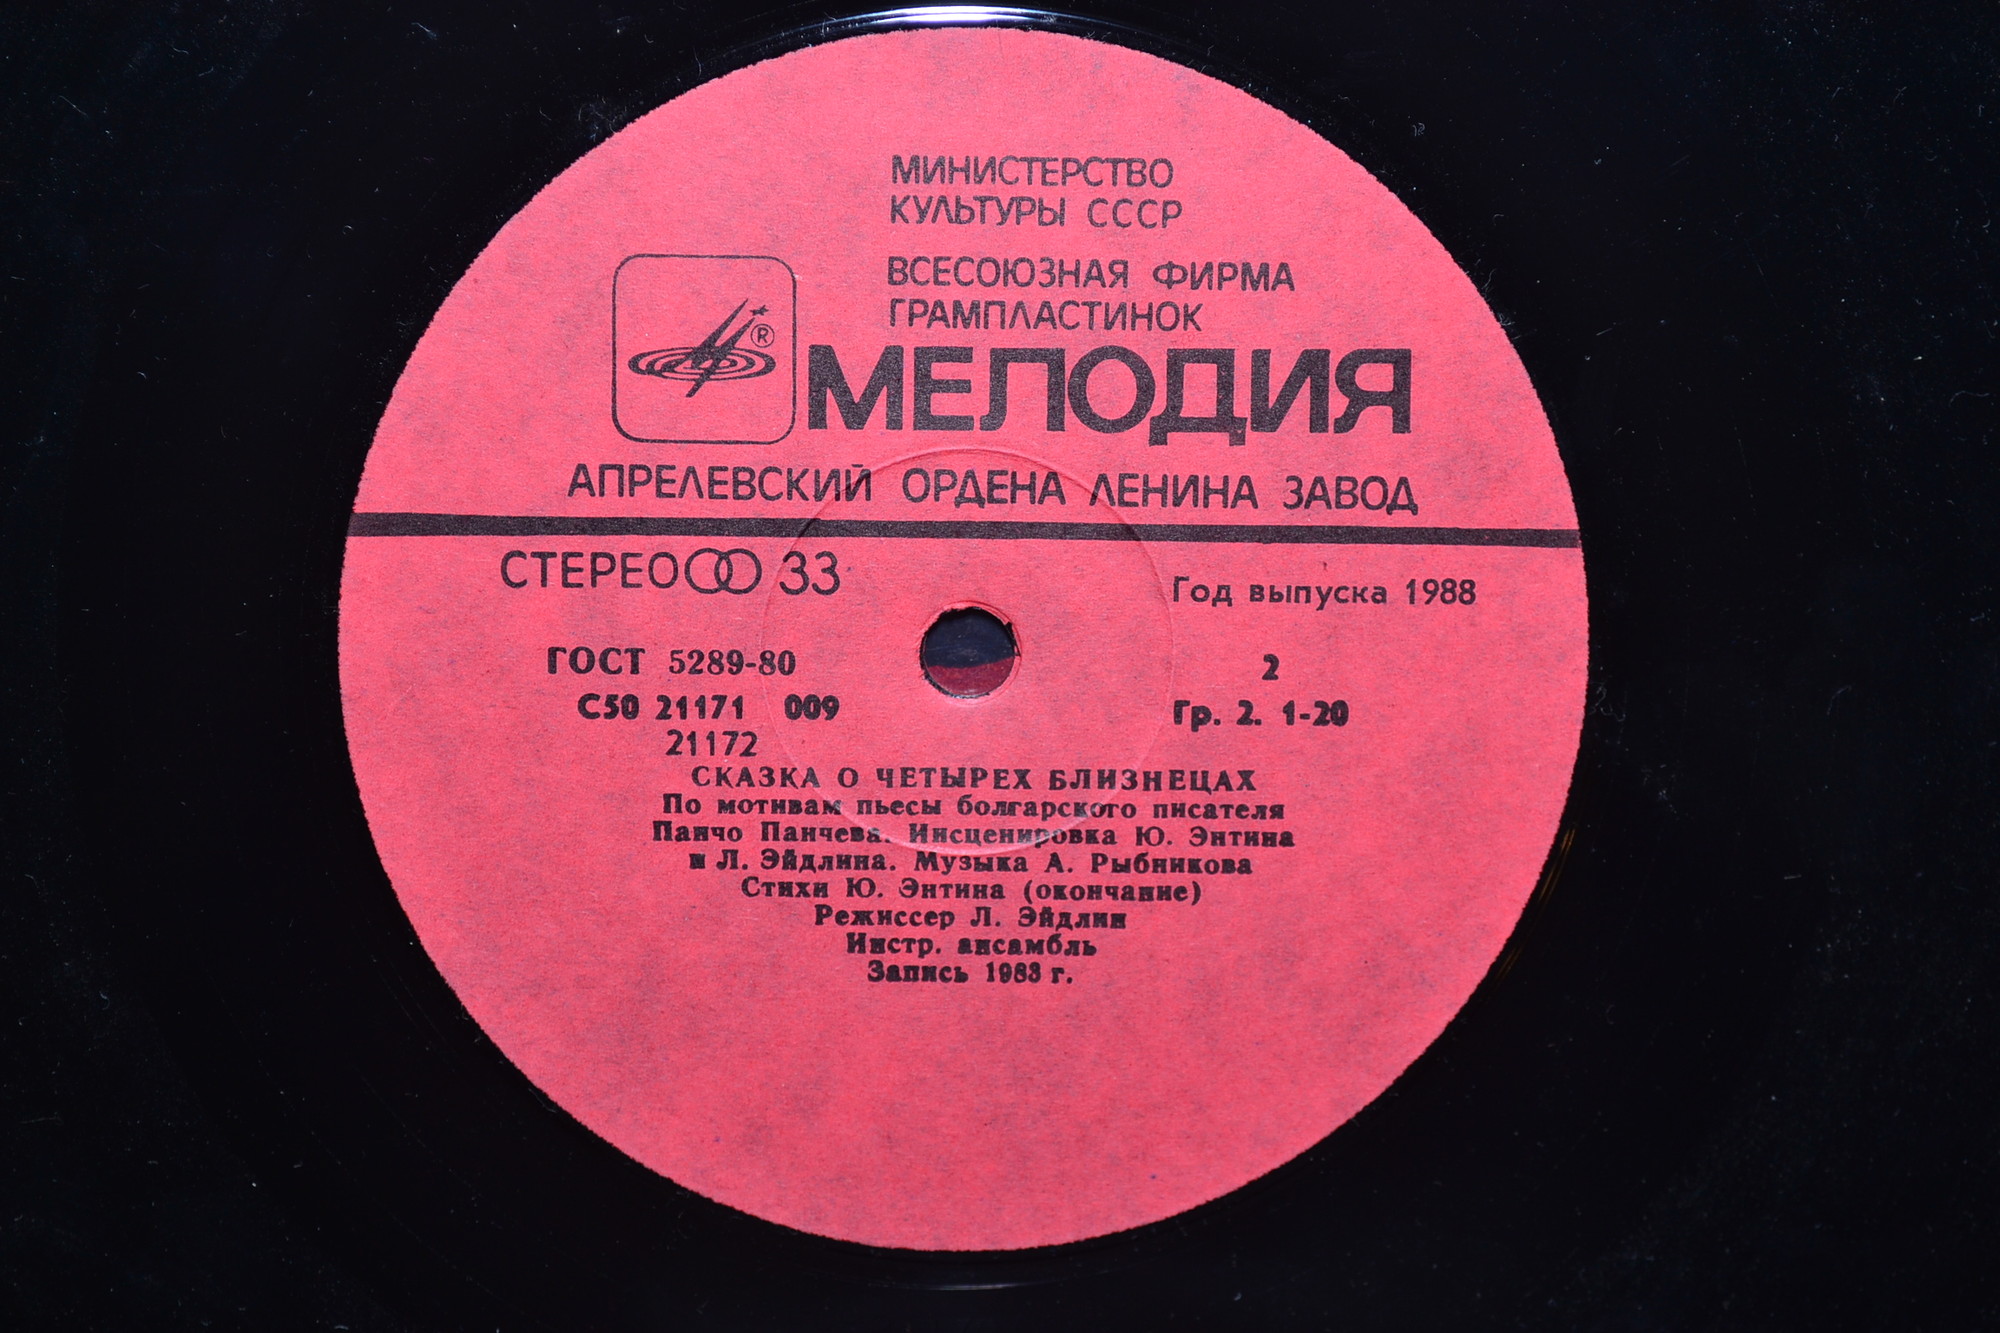 МИНИСТЕРСТВО
КУЛЬТУРЫ СССР
ВСЕСОЮЗНАЯ ФИРМА
ГРАМПЛАСТИНОК
®
МЕЛОДИЯ
АПРЕЛЕВСКИЙ ОРДЕНА ЛЕНИНА ЗАВОД
СТЕРЕО 33
Год выпуска 1988
ГОСТ 5289-80
2
С50 21171 009
Гр. 2. 1-20
21172
СКАЗКА О ЧЕТЫРЕХ БЛИЗНЕЦАХ
По мотивам пьесы болгарского писателя
Панчо Панчева. Инсценировка Ю. Энтина
и Л. Эйдлина. Музыка А. Рыбникова
Стихи Ю. Энтина (окончание)
Режиссер Л. Эйдлин
Инстр. ансамбль
Запись 1983 г.